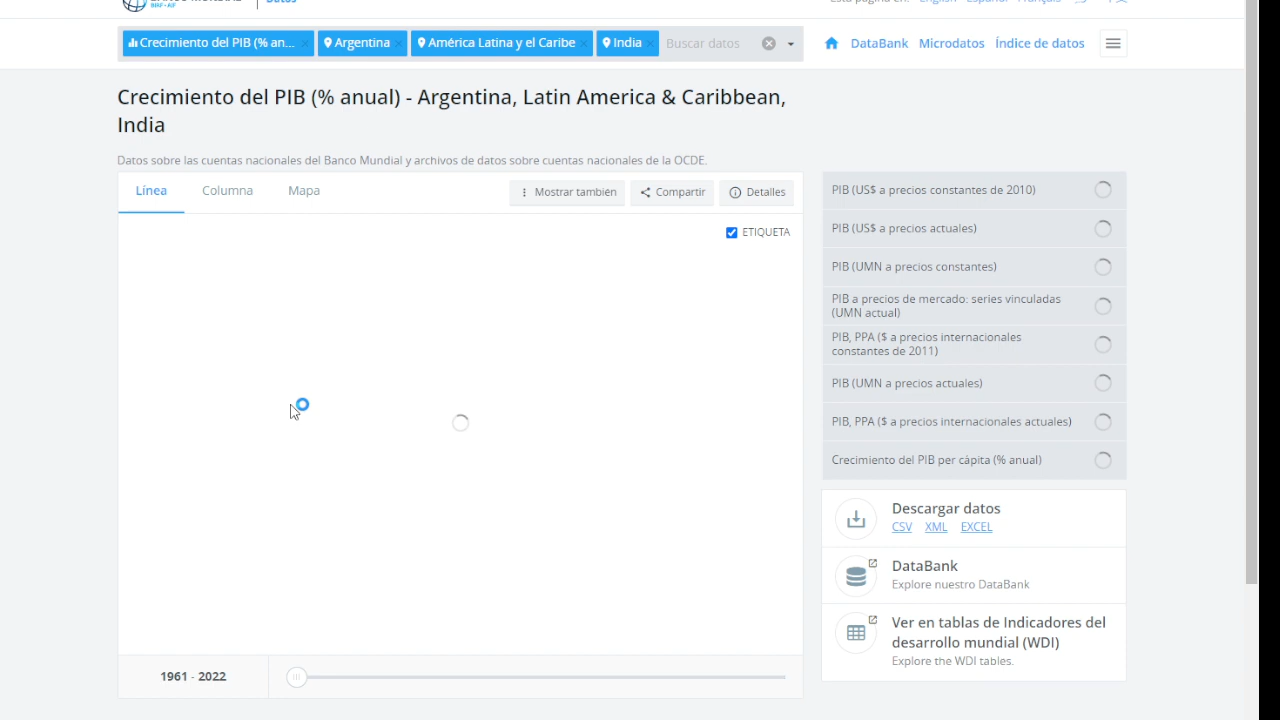 BANCO MUNDIAL
BIRF • AIF
Datos
Esta página en: English Español Français
Crecimiento del PIB (% an... ×
Argentina ×
América Latina y el Caribe ×
India ×
Buscar datos
DataBank Microdatos Índice de datos
Crecimiento del PIB (% anual) - Argentina, Latin America & Caribbean,
India
Datos sobre las cuentas nacionales del Banco Mundial y archivos de datos sobre cuentas nacionales de la OCDE.
Línea Columna Mapa
Mostrar también
Compartir
Detalles
ETIQUETA
1961 - 2022
PIB (US$ a precios constantes de 2010)
PIB (US$ a precios actuales)
PIB (UMN a precios constantes)
PIB a precios de mercado: series vinculadas
(UMN actual)
PIB, PPA ($ a precios internacionales
constantes de 2011)
PIB (UMN a precios actuales)
PIB, PPA ($ a precios internacionales actuales)
Crecimiento del PIB per cápita (% anual)
Descargar datos
CSV XML EXCEL
DataBank
Explore nuestro DataBank
Ver en tablas de Indicadores del
desarrollo mundial (WDI)
Explore the WDI tables.